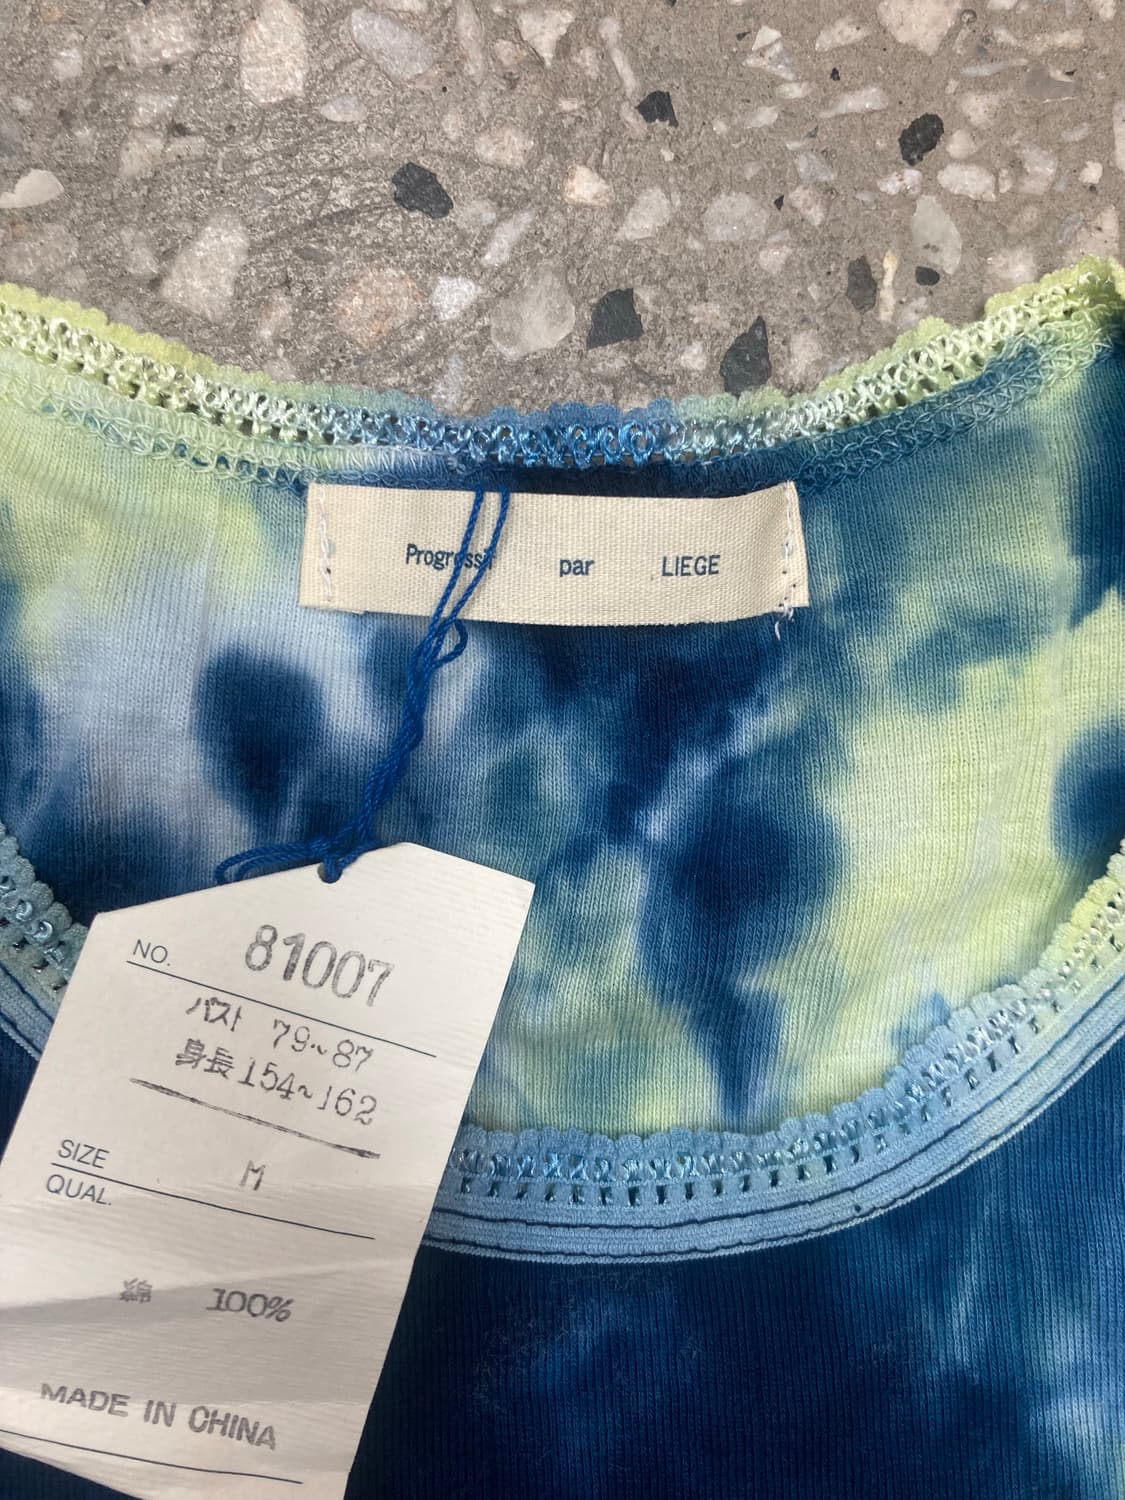 Progressif par LIEGE
NO. 81007
バスト 79~87
身長 154~162
SIZE M
QUAL.
綿 100%
MADE IN CHINA